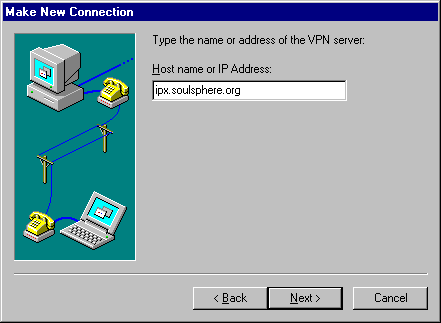 Make New Connection
Type the name or address of the VPN server:
Host name or IP Address:
ipx.soulsphere.org
< Back
Next >
Cancel